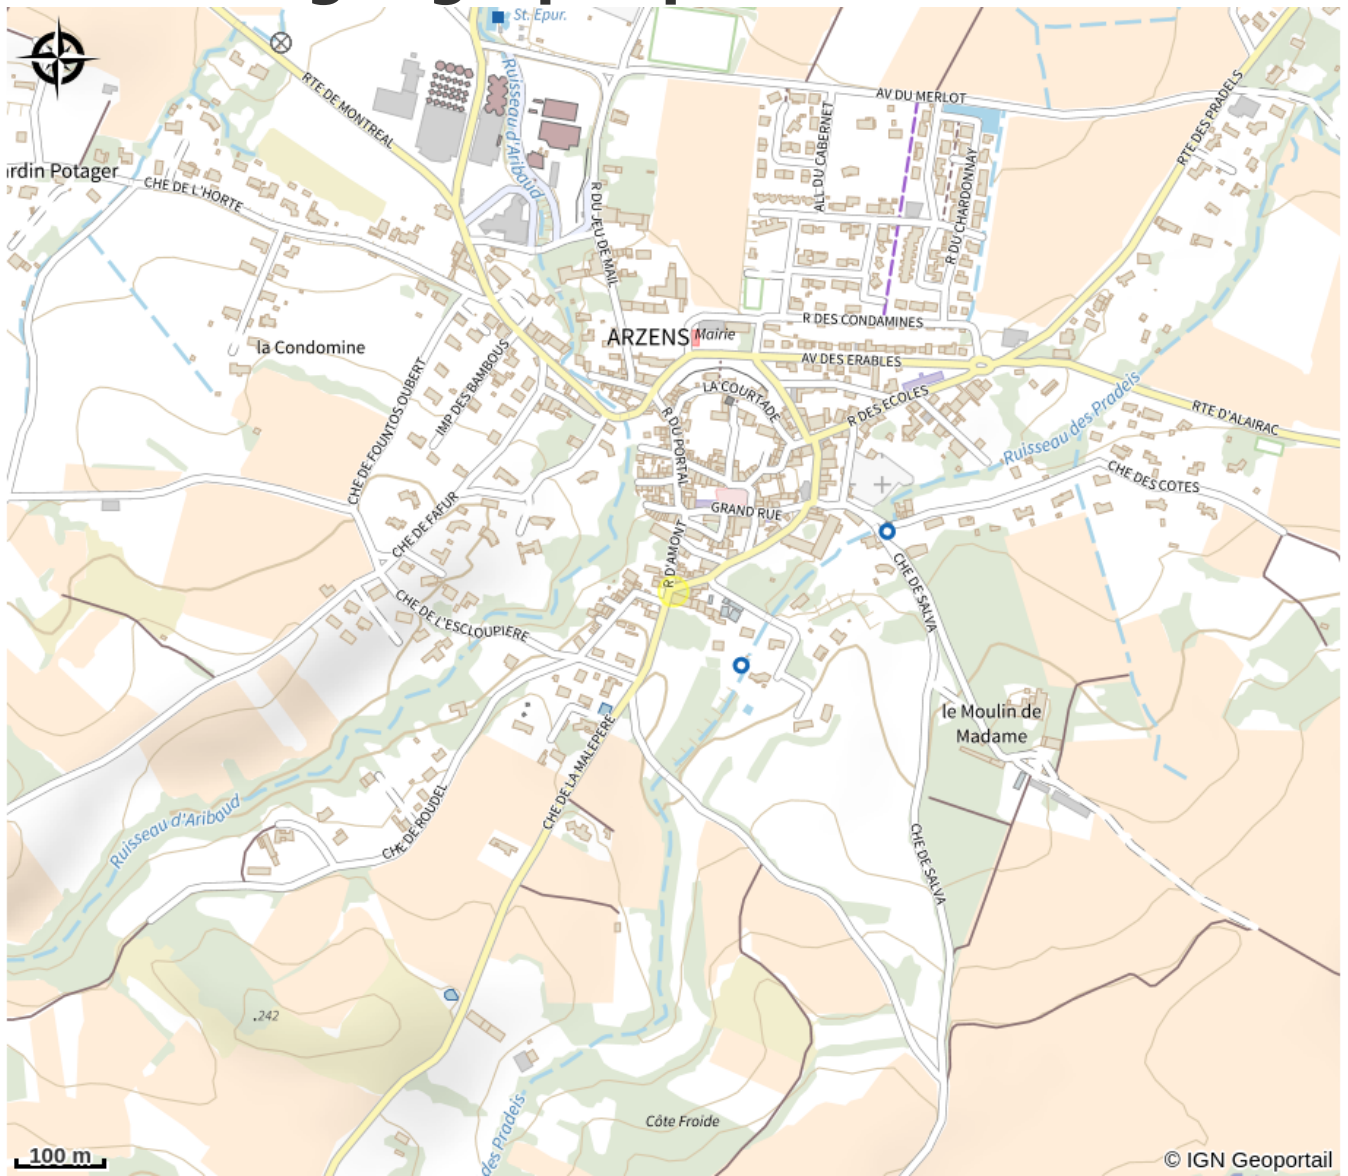 St. Epur.
Ruisseau d'Aribaud
RTE DE MONTREAL
AV DU MERLOT
RTE DES PRADELS
ALL DU CABERNET
R DU CHARDONNAY
rdin Potager
CHE DE L'HORTE
R DU JEU DE MAIL
R DES CONDAMINES
ARZENS
Mairie
la Condomine
AV DES ERABLES
IMP DES BAMBOUS
CHE DE FOUNTOS OUBERT
LA COURTADE
R DES ECOLES
RTE D'ALAIRAC
R DU PORTAL
Ruisseau des Pradels
CHE DES COTES
CHE DE FAFUR
GRAND RUE
R D'AMONT
CHE DE SALVA
CHE DE L'ESCLOUPIERE
le Moulin de
Madame
CHE DE LA MALEPERE
Ruisseau d'Aribaud
CHE DE ROUDEL
CHE DE SALVA
.242
des Pradels
Côte Froide
100 m
© IGN Geoportail